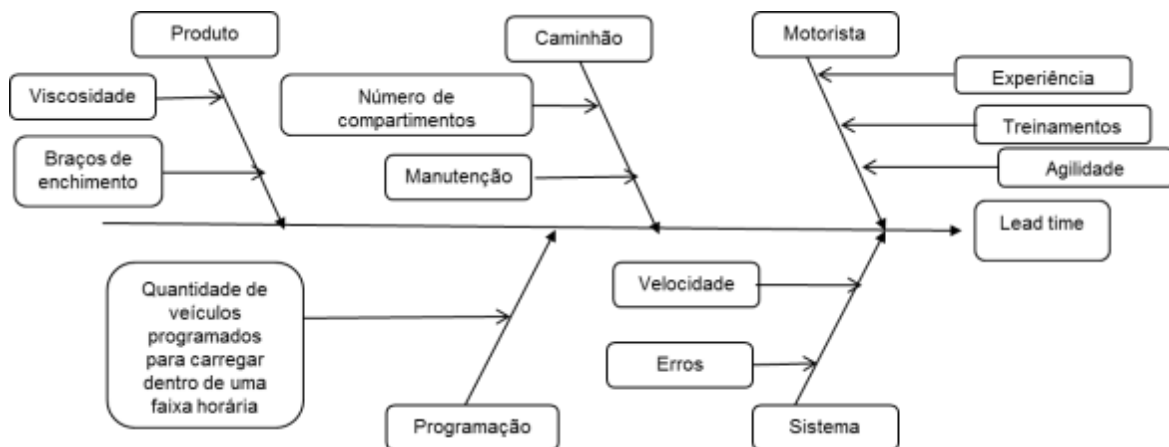 Produto
Caminhão
Motorista
Viscosidade
Número de
compartimentos
Experiência
Treinamentos
Braços de
enchimento
Manutenção
Agilidade
Lead time
Quantidade de
veículos
programados
para carregar
dentro de uma
faixa horária
Velocidade
Erros
Programação
Sistema